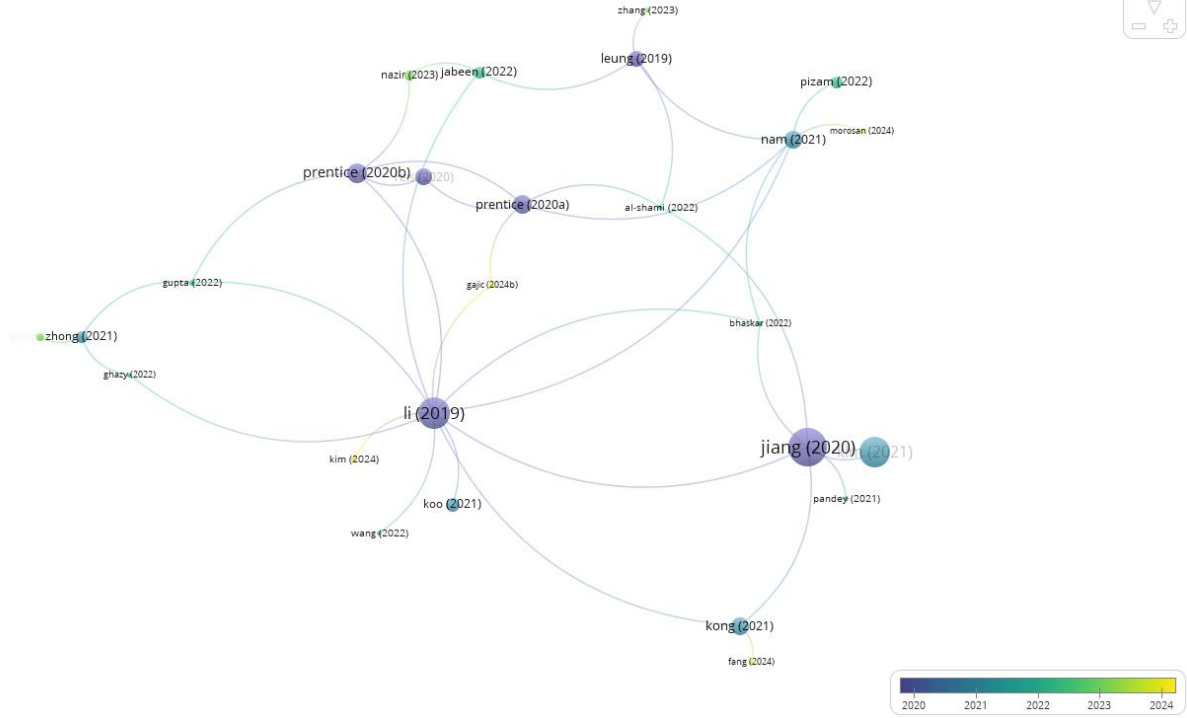 zhang (2023)
leung (2019)
nazir (2023)
jabeen (2022)
pizam (2022)
morosan (2024)
nam (2021)
prentice (2020b)
prentice (2020a)
al-shami (2022)
gupta (2022)
gajic (2024b)
bhaskar (2022)
zhong (2021)
ghazy (2022)
li (2019)
jiang (2020)
(2021)
kim (2024)
pandey (2021)
koo (2021)
wang (2022)
kong (2021)
fang (2024)
2020 2021 2022 2023 2024